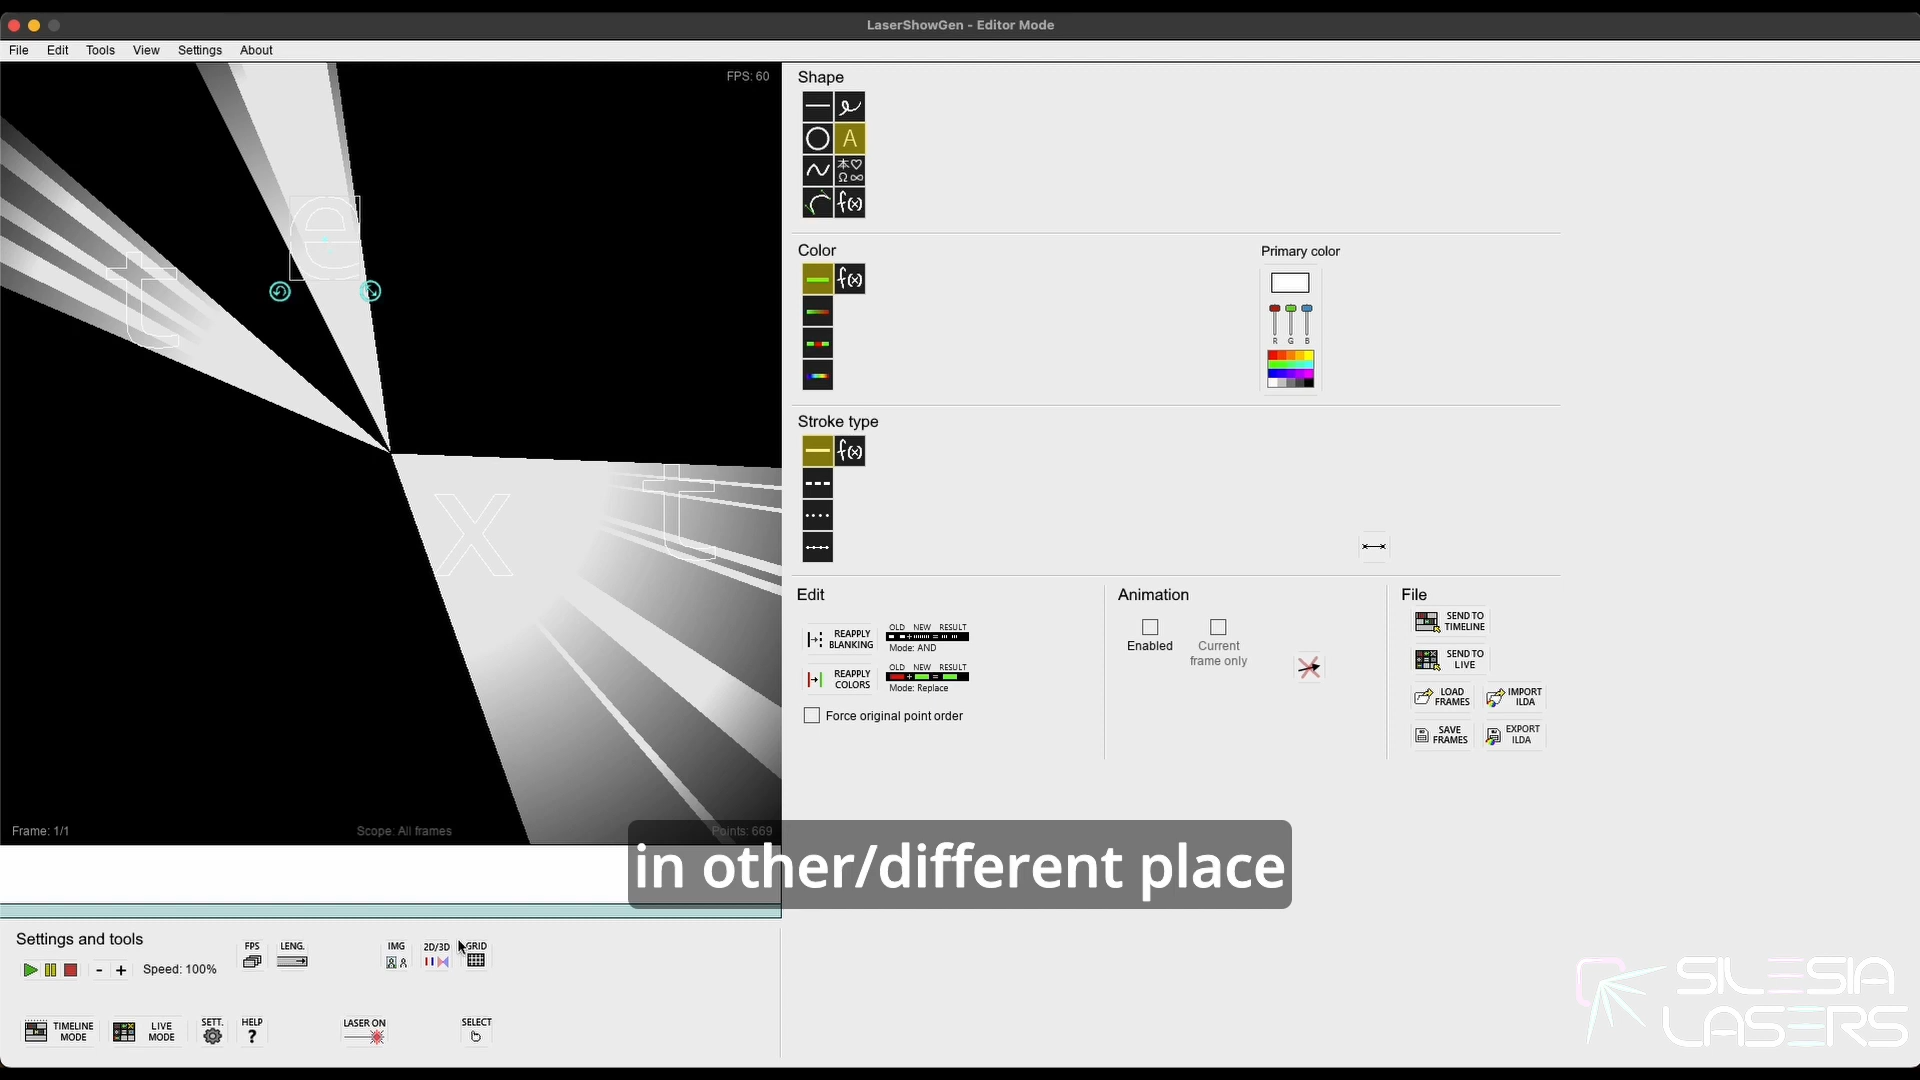 LaserShowGen - Editor Mode
File Edit Tools View Settings About
FPS: 60
t
e
x
t
Frame: 1/1
Scope: All frames
Points: 669
Shape
A
本♡
Ω∞
f(x)
Color
f(x)
Primary color
R G B
Stroke type
f(x)
Edit
REAPPLY
BLANKING
OLD NEW RESULT
Mode: AND
REAPPLY
COLORS
OLD NEW RESULT
Mode: Replace
Force original point order
Animation
Enabled
Current
frame only
File
SEND TO
TIMELINE
SEND TO
LIVE
LOAD
FRAMES
IMPORT
ILDA
SAVE
FRAMES
EXPORT
ILDA
in other/different place
Settings and tools
- + Speed: 100%
FPS
LENG.
IMG
2D/3D
GRID
TIMELINE
MODE
LIVE
MODE
SETT.
HELP
?
LASER ON
SELECT
SILESIA
LASERS